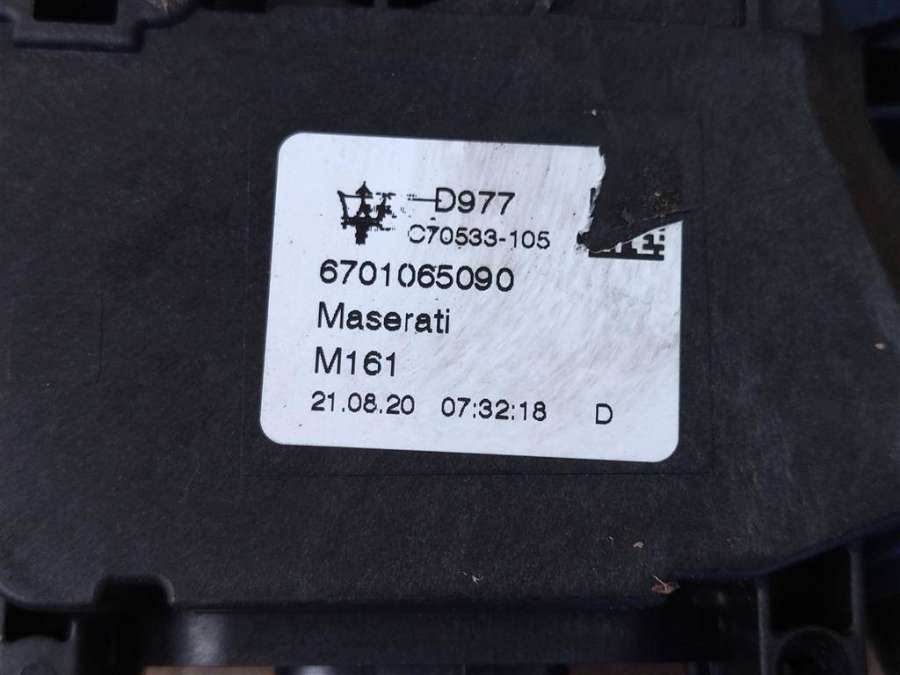 D977
C70533-105
6701065090
Maserati
M161
21.08.20 07:32:18 D